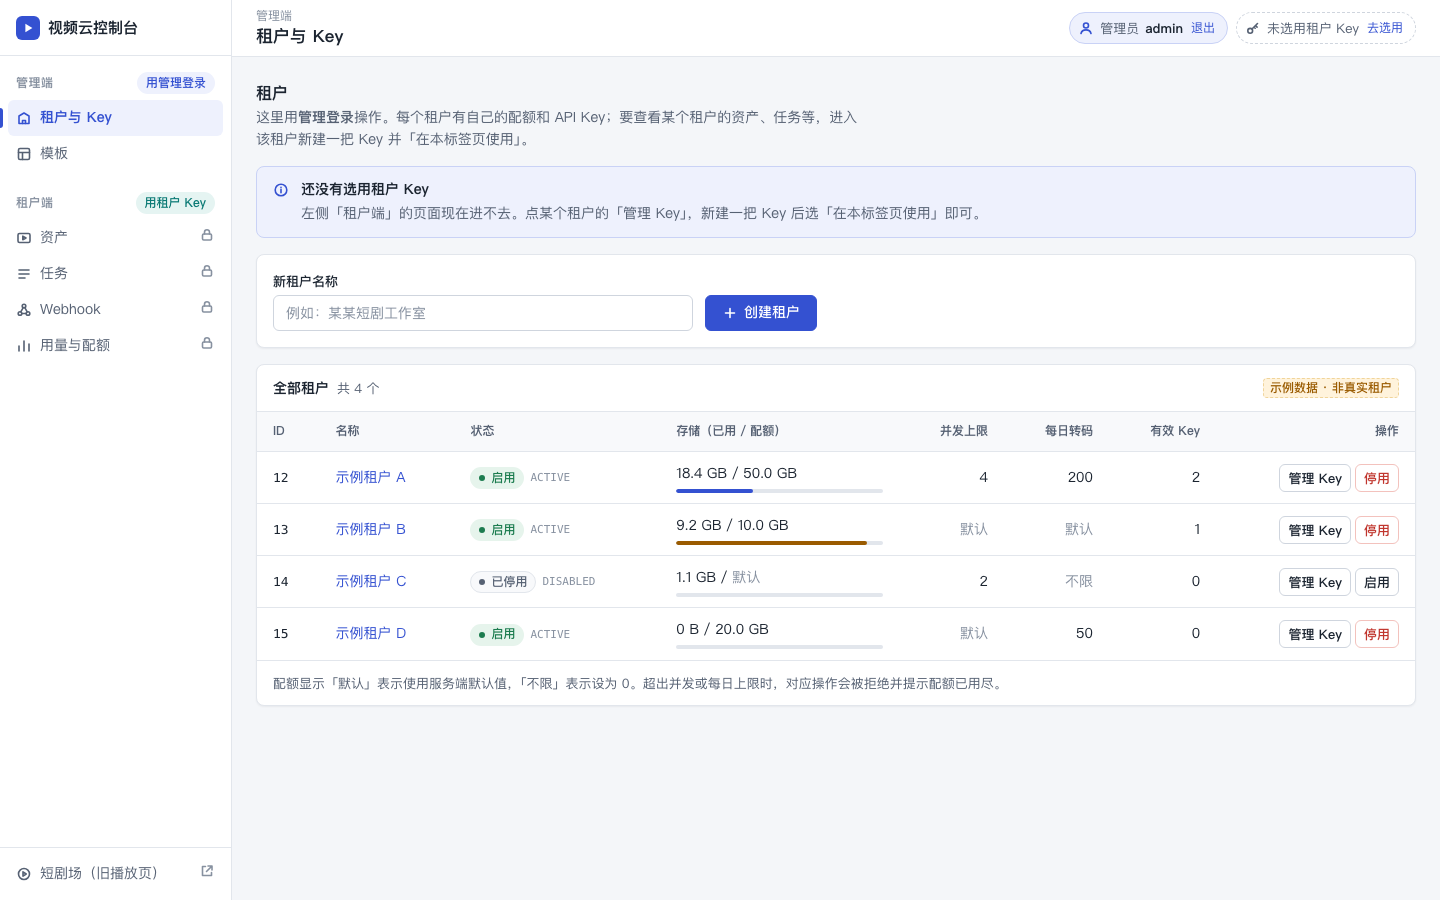 视频云控制台
管理端
用管理登录
租户与 Key
模板
租户端
用租户 Key
资产
任务
Webhook
用量与配额
短剧场（旧播放页）
管理端
租户与 Key
管理员 admin 退出
未选用租户 Key 去选用
租户
这里用管理登录操作。每个租户有自己的配额和 API Key；要查看某个租户的资产、任务等，进入
该租户新建一把 Key 并「在本标签页使用」。
还没有选用租户 Key
左侧「租户端」的页面现在进不去。点某个租户的「管理 Key」，新建一把 Key 后选「在本标签页使用」即可。
新租户名称
例如：某某短剧工作室
创建租户
全部租户 共 4 个
示例数据 · 非真实租户
ID 名称 状态 存储（已用 / 配额） 并发上限 每日转码 有效 Key 操作
12 示例租户 A 启用 ACTIVE 18.4 GB / 50.0 GB 4 200 2 管理 Key 停用
13 示例租户 B 启用 ACTIVE 9.2 GB / 10.0 GB 默认 默认 1 管理 Key 停用
14 示例租户 C 已停用 DISABLED 1.1 GB / 默认 2 不限 0 管理 Key 启用
15 示例租户 D 启用 ACTIVE 0 B / 20.0 GB 默认 50 0 管理 Key 停用
配额显示「默认」表示使用服务端默认值，「不限」表示设为 0。超出并发或每日上限时，对应操作会被拒绝并提示配额已用尽。